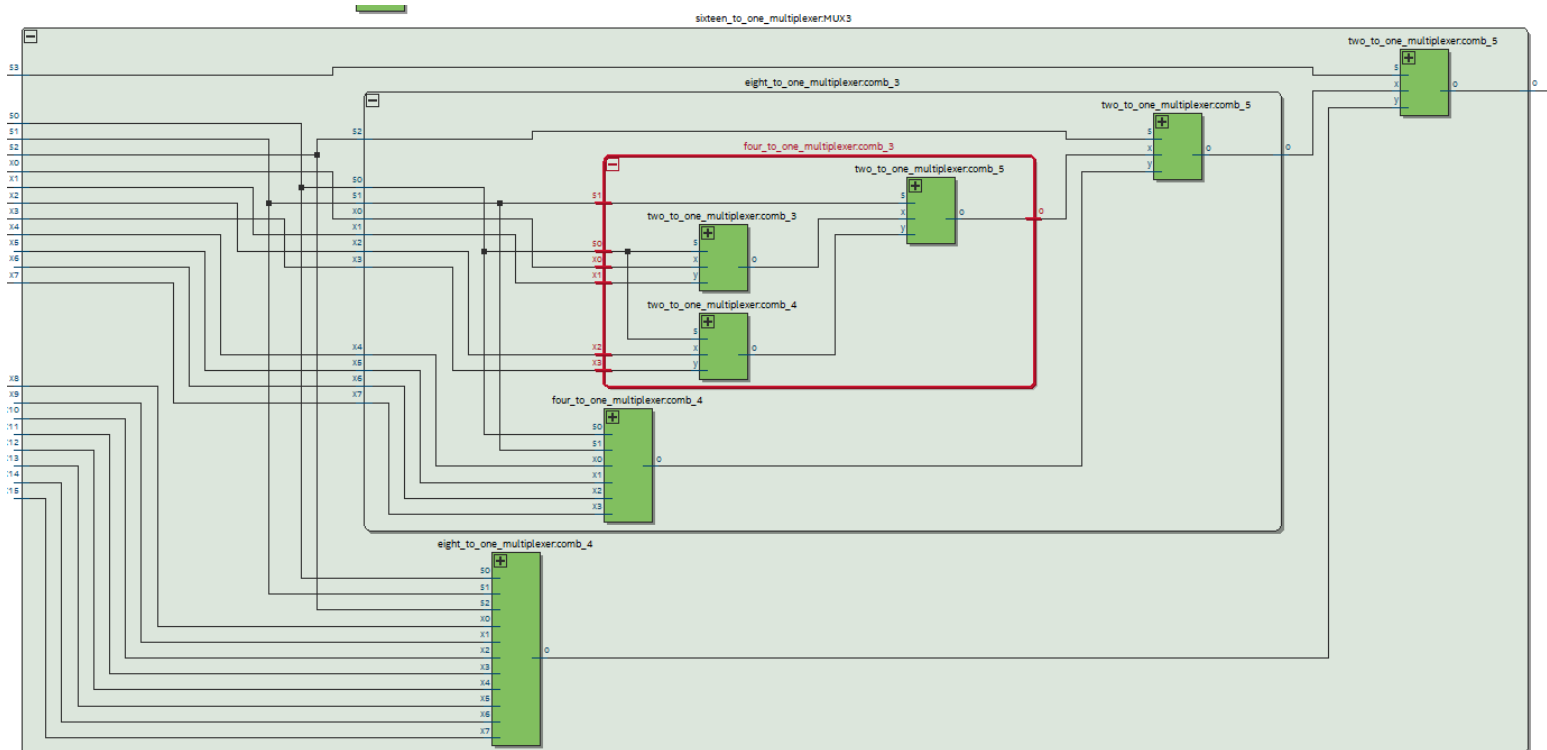 sixteen_to_one_multiplexer:MUX3
two_to_one_multiplexer:comb_5
S3
s
x
y
o
O
eight_to_one_multiplexer:comb_3
two_to_one_multiplexer:comb_5
S0
S1
S2
X0
X1
X2
X3
X4
X5
X6
X7
S2
s
x
y
o
O
four_to_one_multiplexer:comb_3
two_to_one_multiplexer:comb_5
S0
S1
X0
X1
X2
X3
S1
s
x
y
o
O
two_to_one_multiplexer:comb_3
S0
X0
X1
s
x
y
o
two_to_one_multiplexer:comb_4
X2
X3
s
x
y
o
X4
X5
X6
X7
four_to_one_multiplexer:comb_4
S0
S1
X0
X1
X2
X3
O
X8
X9
:10
:11
:12
:13
:14
:15
eight_to_one_multiplexer:comb_4
S0
S1
S2
X0
X1
X2
X3
X4
X5
X6
X7
O